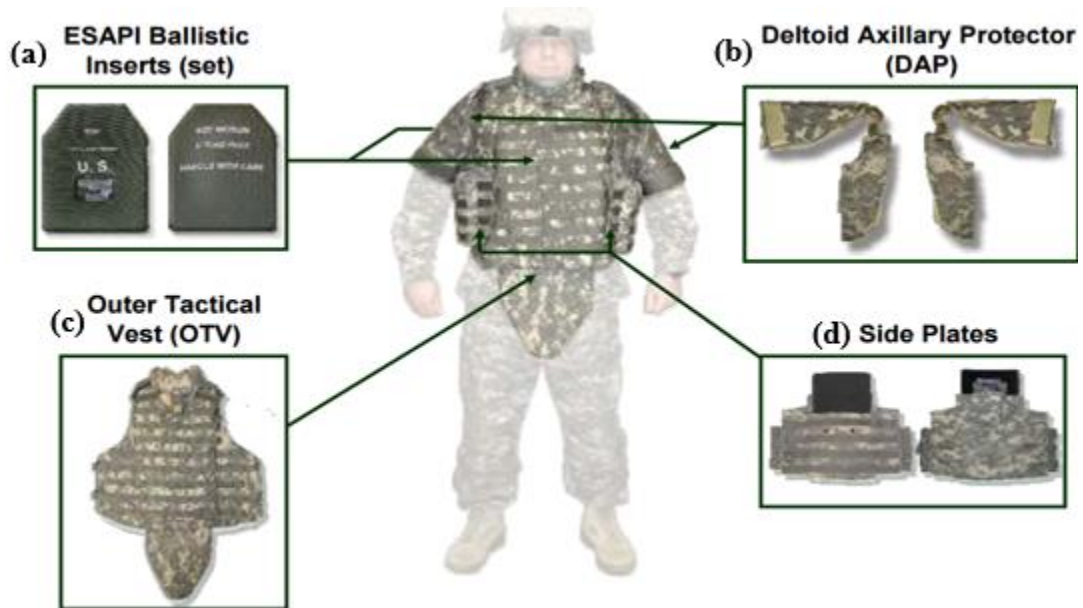 (a) ESAPI Ballistic
Inserts (set)
U. S.
HANDLE WITH CARE
(b) Deltoid Axillary Protector
(DAP)
(c) Outer Tactical
Vest (OTV)
(d) Side Plates